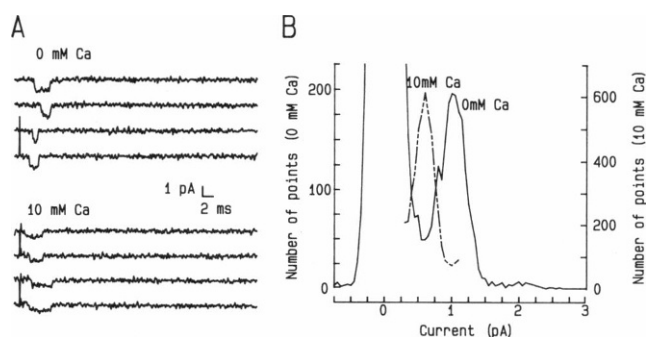 A
B
0 mM Ca
1 pA
2 ms
10 mM Ca
Number of points (0 mM Ca)
200
100
0
10mM Ca
0mM Ca
600
400
200
0
Number of points (10 mM Ca)
0
1
2
3
Current (pA)